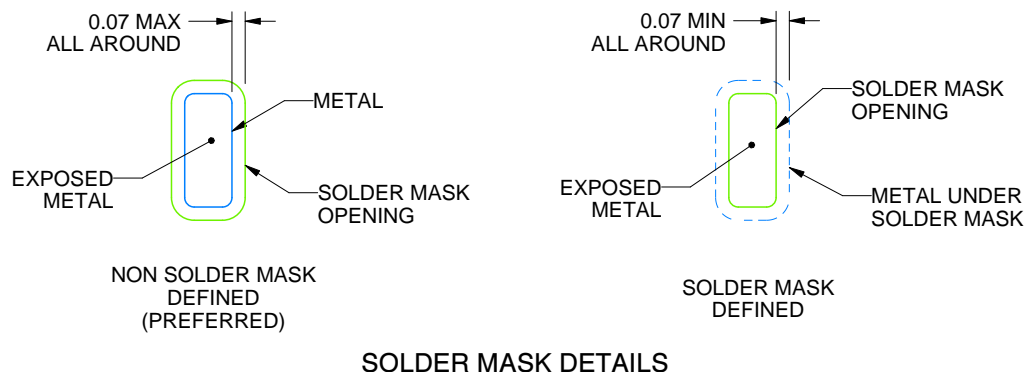 0.07 MAX
ALL AROUND
METAL
EXPOSED
METAL
SOLDER MASK
OPENING
NON SOLDER MASK
DEFINED
(PREFERRED)
0.07 MIN
ALL AROUND
SOLDER MASK
OPENING
EXPOSED
METAL
METAL UNDER
SOLDER MASK
SOLDER MASK
DEFINED
SOLDER MASK DETAILS